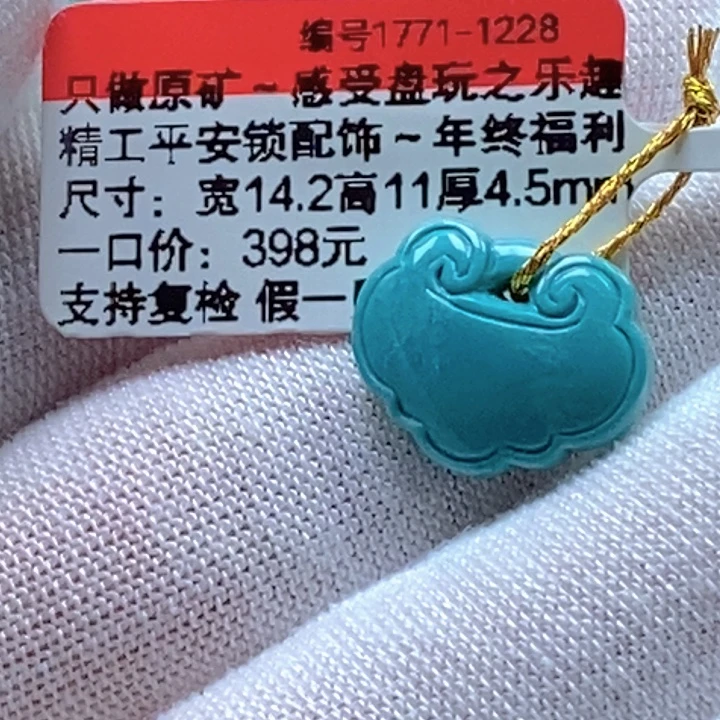 编号1771-1228
只做原矿~感受盘玩之乐趣
精工平安锁配饰~年终福利
尺寸：宽14.2高11厚4.5mm
一口价：398元
支持复检 假一